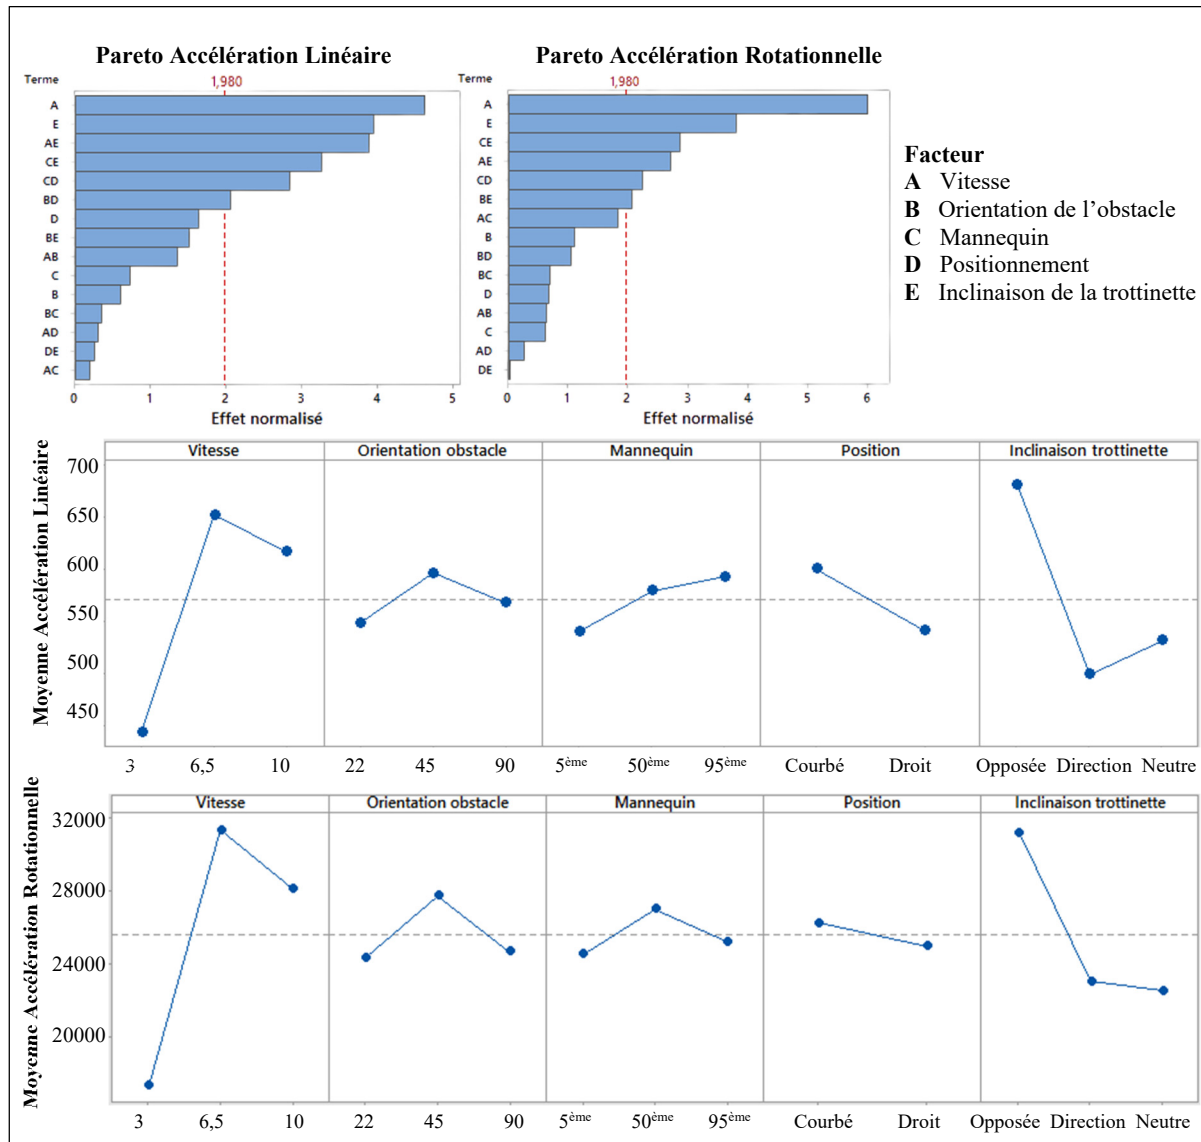 Pareto Accélération Linéaire
Terme
1,980
A
E
AE
CE
CD
BD
D
BE
AB
C
B
BC
AD
DE
AC
0 1 2 3 4 5
Effet normalisé
Pareto Accélération Rotationnelle
Terme
1,980
A
E
CE
AE
CD
BE
AC
B
BD
BC
D
AB
C
AD
DE
0 1 2 3 4 5 6
Effet normalisé
Facteur
A Vitesse
B Orientation de l’obstacle
C Mannequin
D Positionnement
E Inclinaison de la trottinette
Moyenne Accélération Linéaire
700
650
600
550
500
450
Vitesse Orientation obstacle Mannequin Position Inclinaison trottinette
3 6,5 10 22 45 90 5ème 50ème 95ème Courbé Droit Opposée Direction Neutre
Moyenne Accélération Rotationnelle
32000
28000
24000
20000
Vitesse Orientation obstacle Mannequin Position Inclinaison trottinette
3 6,5 10 22 45 90 5ème 50ème 95ème Courbé Droit Opposée Direction Neutre